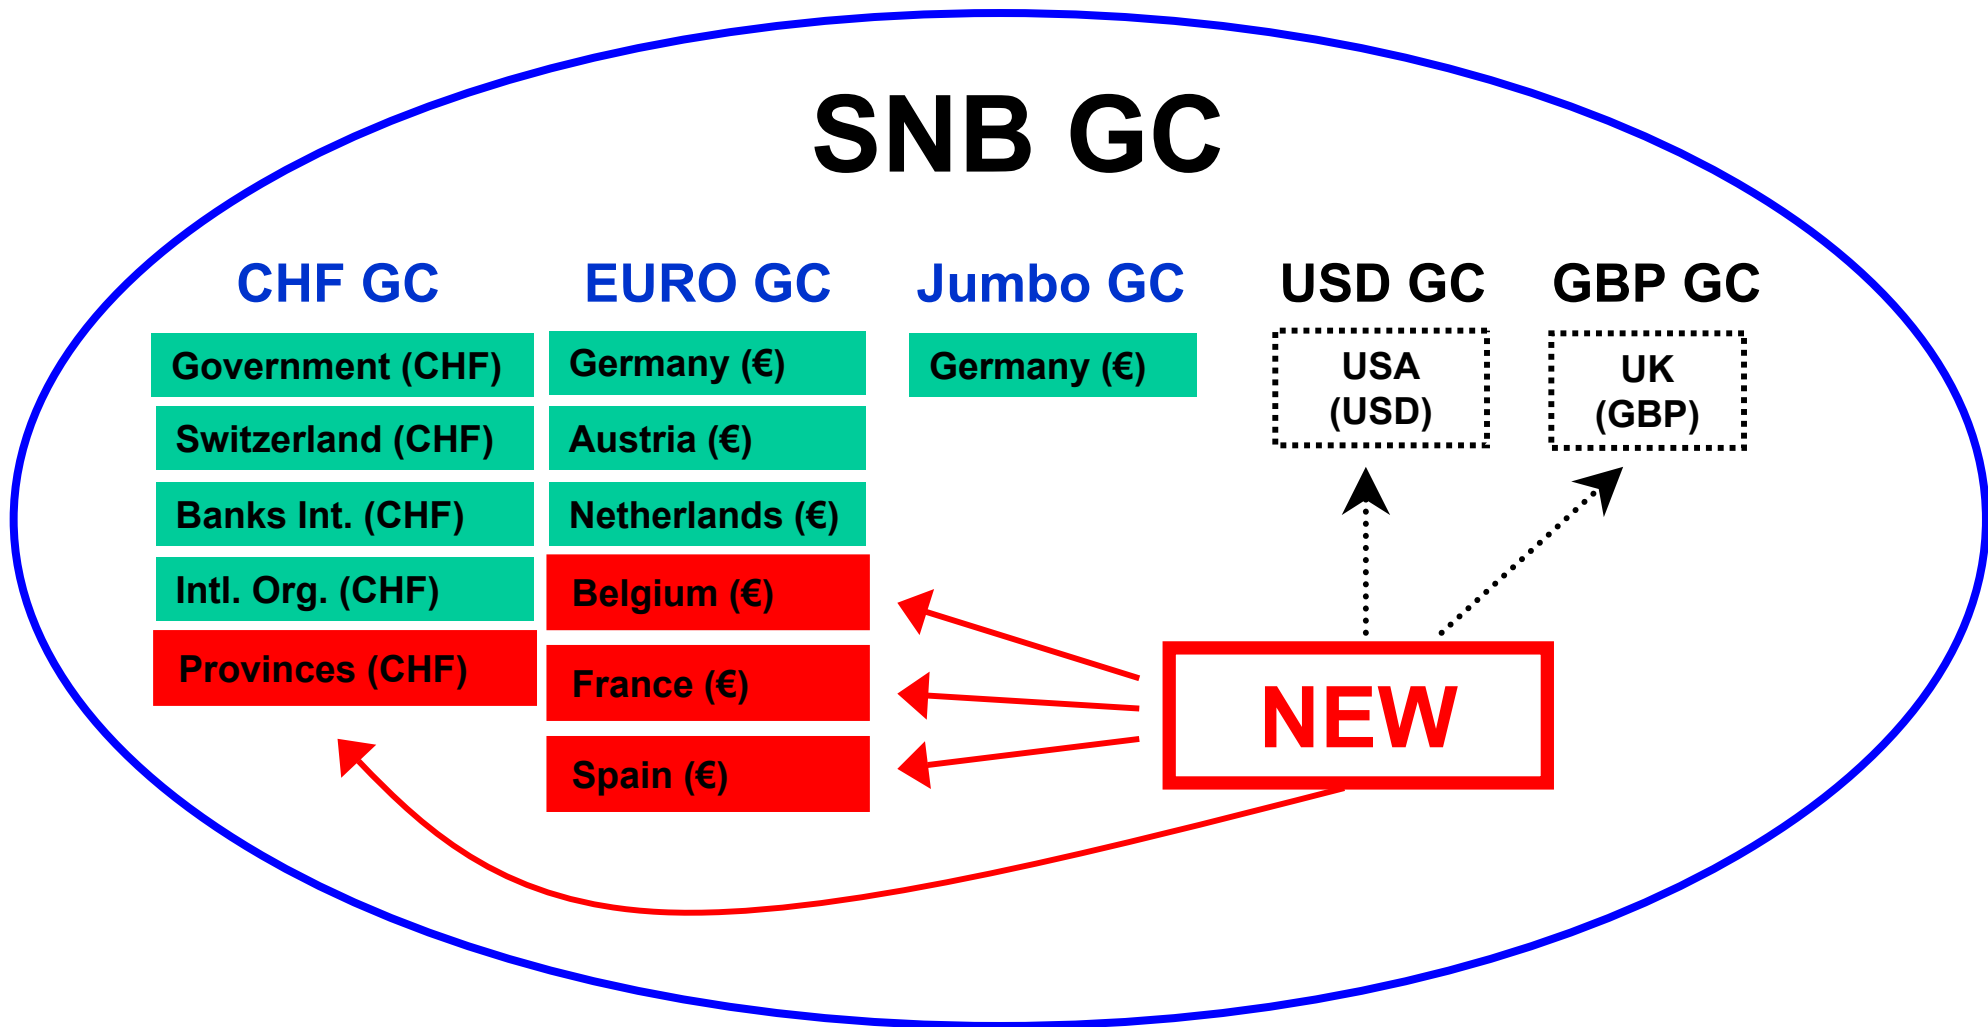 SNB GC
CHF GC
Government (CHF)
Switzerland (CHF)
Banks Int. (CHF)
Intl. Org. (CHF)
Provinces (CHF)
EURO GC
Germany (€)
Austria (€)
Netherlands (€)
Belgium (€)
France (€)
Spain (€)
Jumbo GC
Germany (€)
USD GC
USA
(USD)
GBP GC
UK
(GBP)
NEW